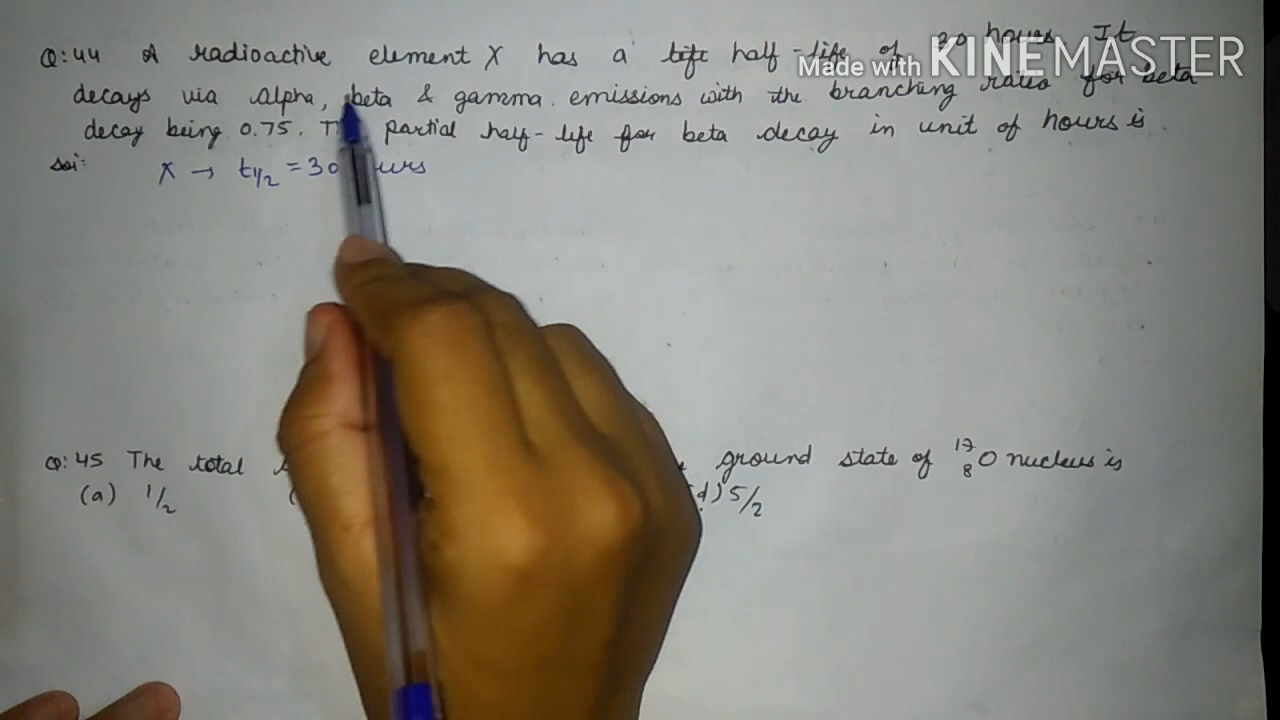 Q:44 A radioactive element X has a life half-life of 30 hours. It
Made with KINEMASTER
decays via alpha, beta & gamma emissions with the branching ratio for beta
decay being 0.75. The partial half-life for beta decay in unit of hours is.
Sol: X → t1/2 = 30 hours
Q:45 The total ground state of 17 8 O nucleus is
(a) 1/2 (d) 5/2